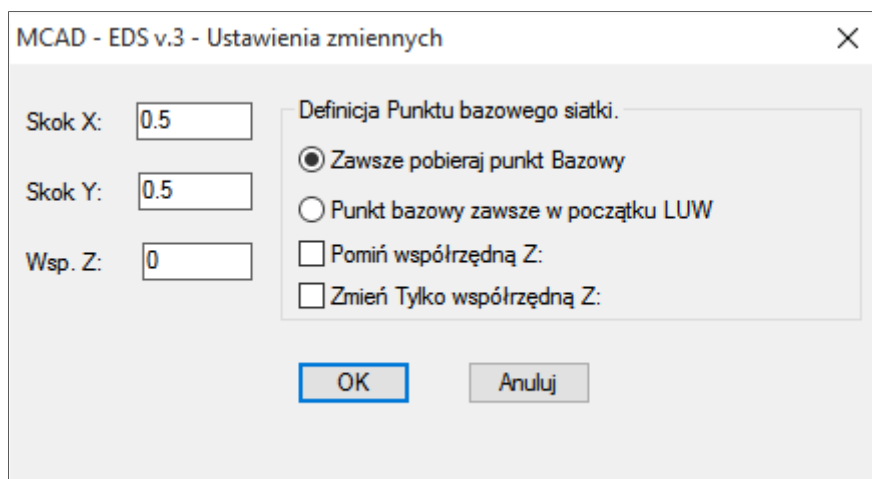 MCAD - EDS v.3 - Ustawienia zmiennych
Skok X: 0.5
Skok Y: 0.5
Wsp. Z: 0
Definicja Punktu bazowego siatki.
Zawsze pobieraj punkt Bazowy
Punkt bazowy zawsze w początku LUW
Pomiń współrzędną Z:
Zmień Tylko współrzędną Z:
OK
Anuluj